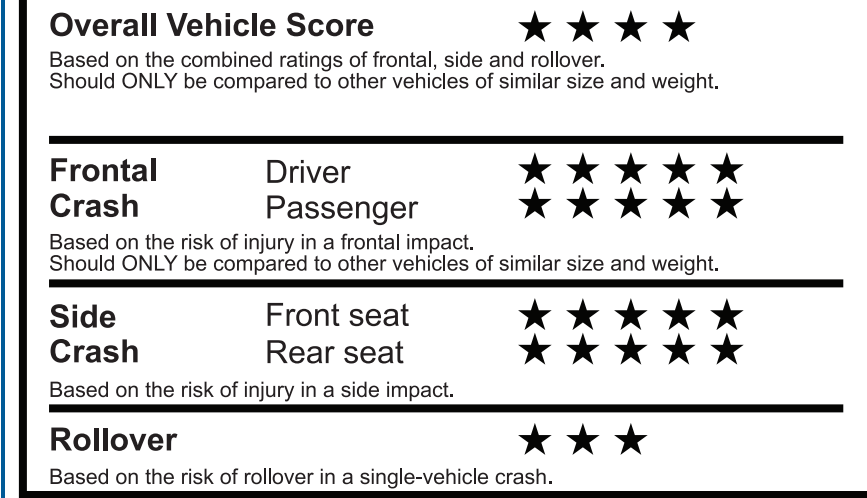 Overall Vehicle Score ★ ★ ★ ★
Based on the combined ratings of frontal, side and rollover.
Should ONLY be compared to other vehicles of similar size and weight.
Frontal Driver ★ ★ ★ ★ ★
Crash Passenger ★ ★ ★ ★ ★
Based on the risk of injury in a frontal impact.
Should ONLY be compared to other vehicles of similar size and weight.
Side Front seat ★ ★ ★ ★ ★
Crash Rear seat ★ ★ ★ ★ ★
Based on the risk of injury in a side impact.
Rollover ★ ★ ★
Based on the risk of rollover in a single-vehicle crash.